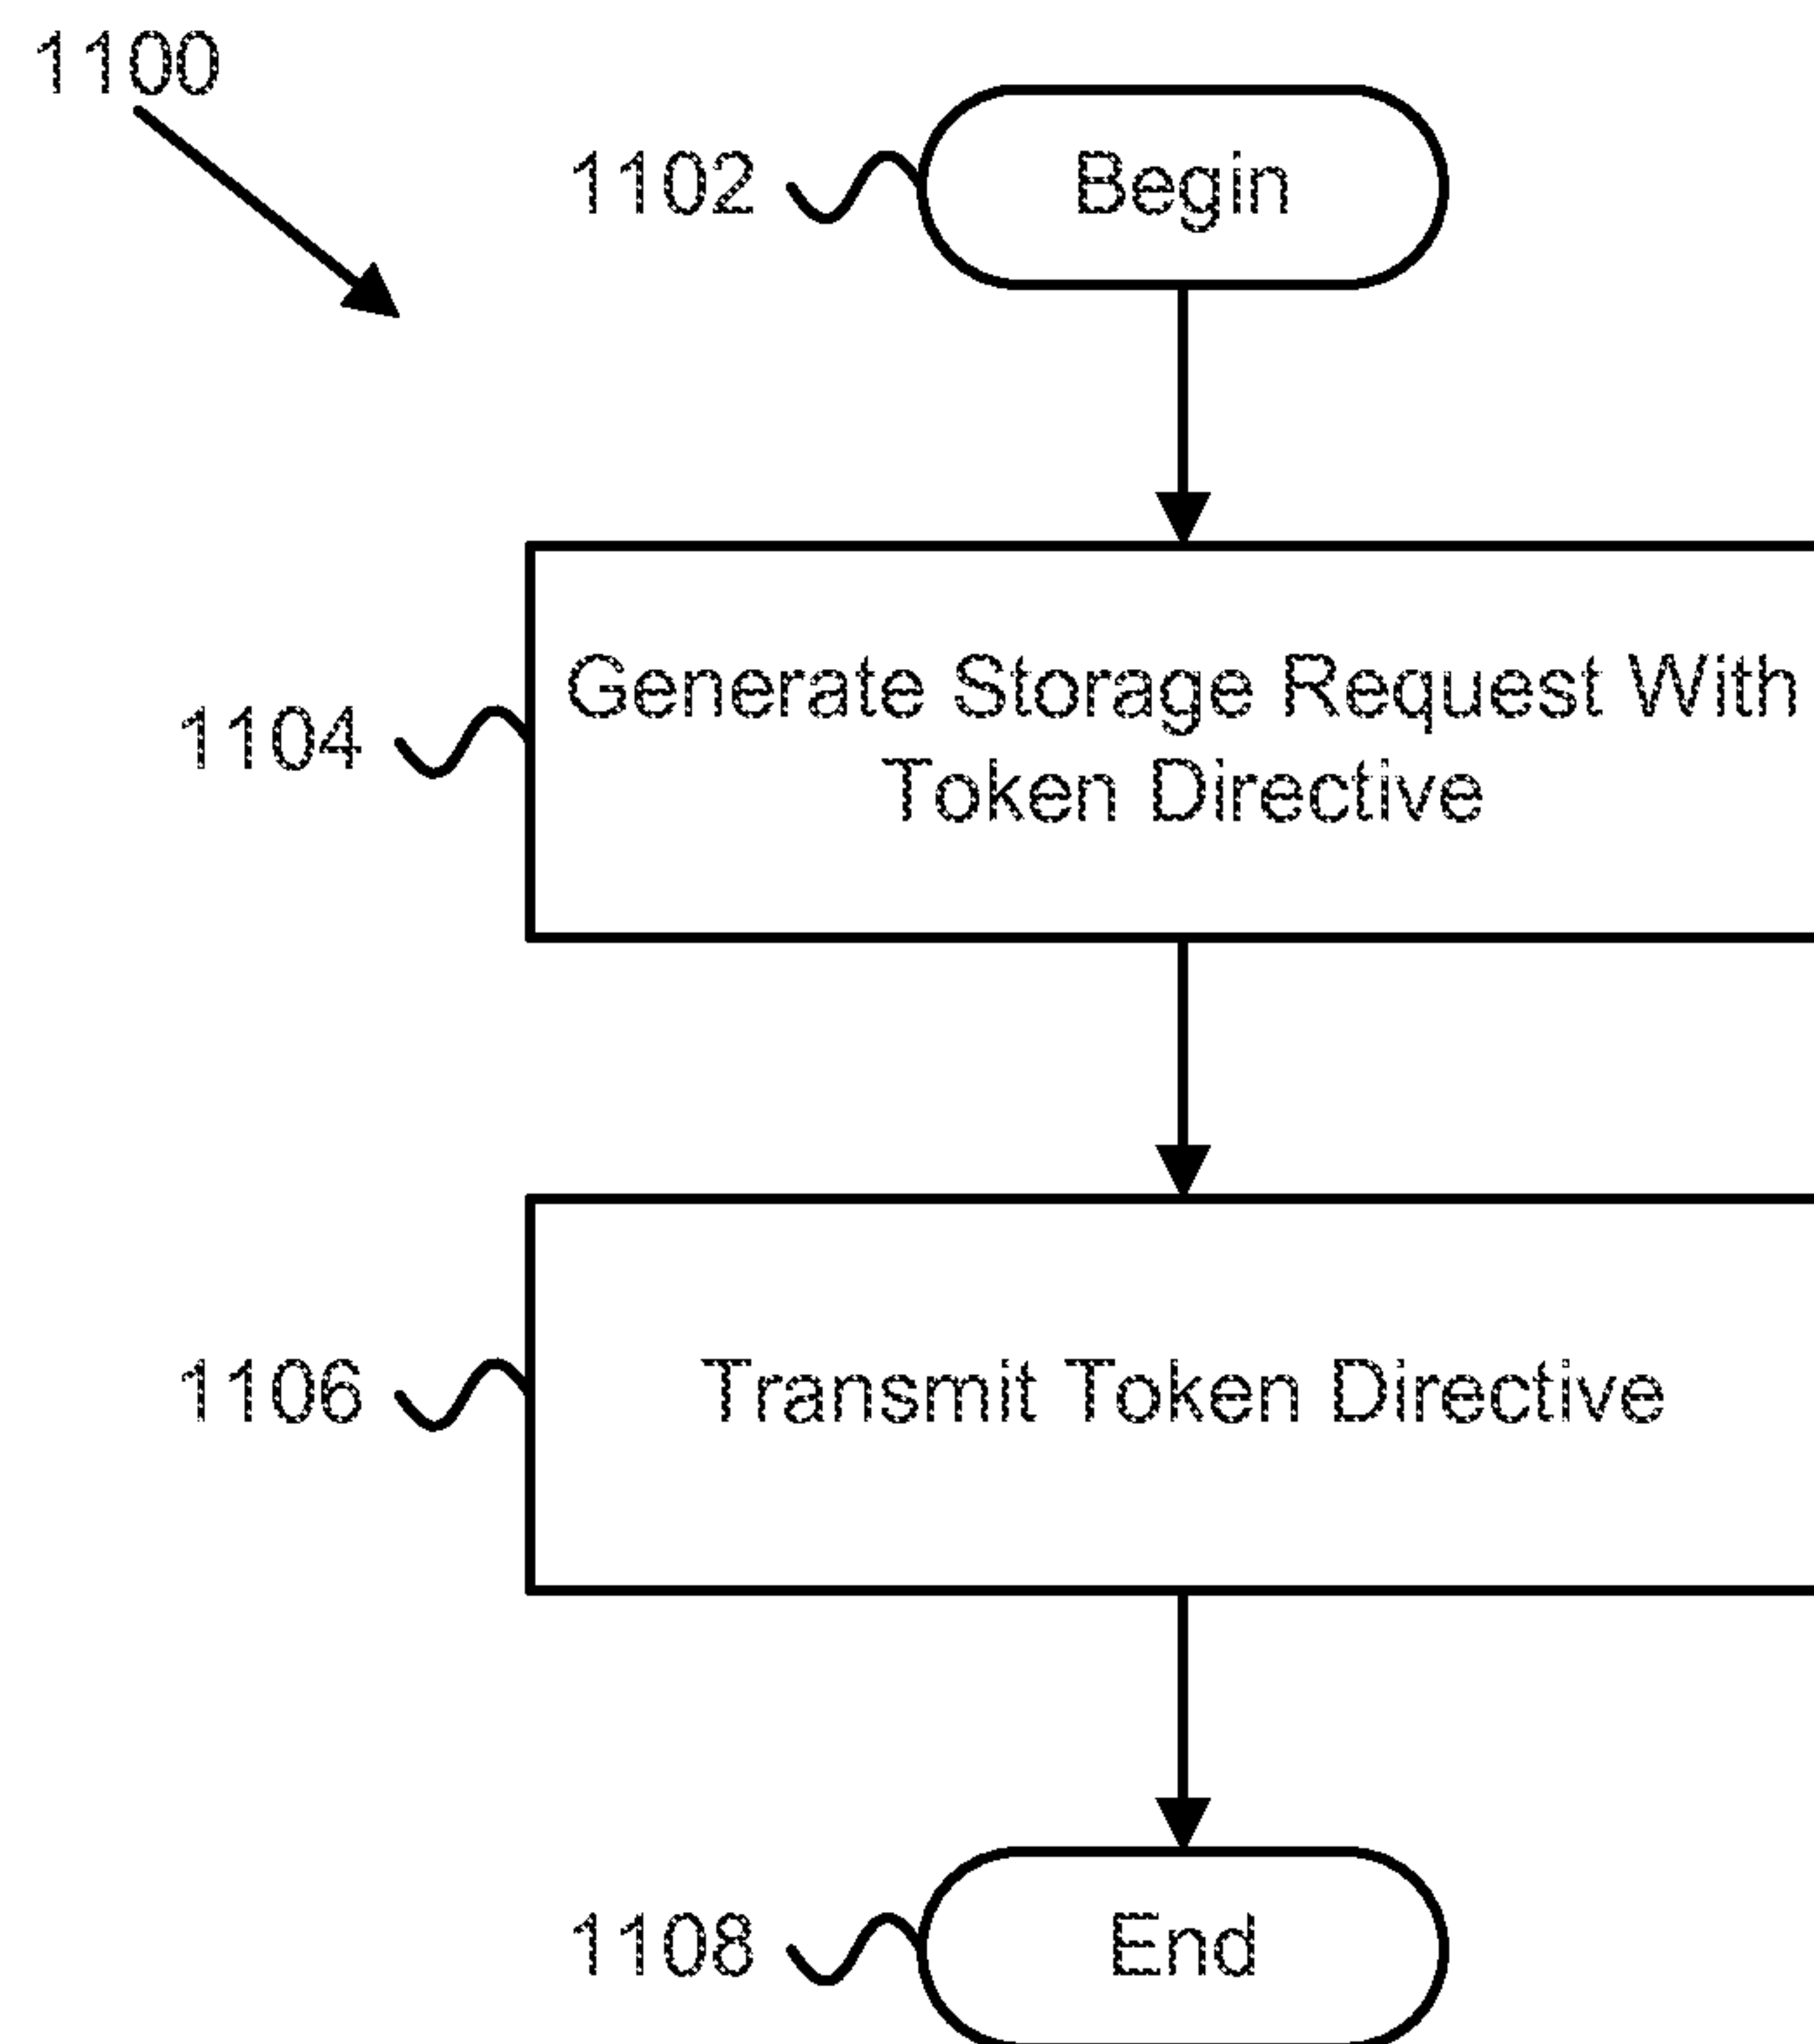 1100
1102 Begin
1104 Generate Storage Request With
Token Directive
1106 Transmit Token Directive
1108 End